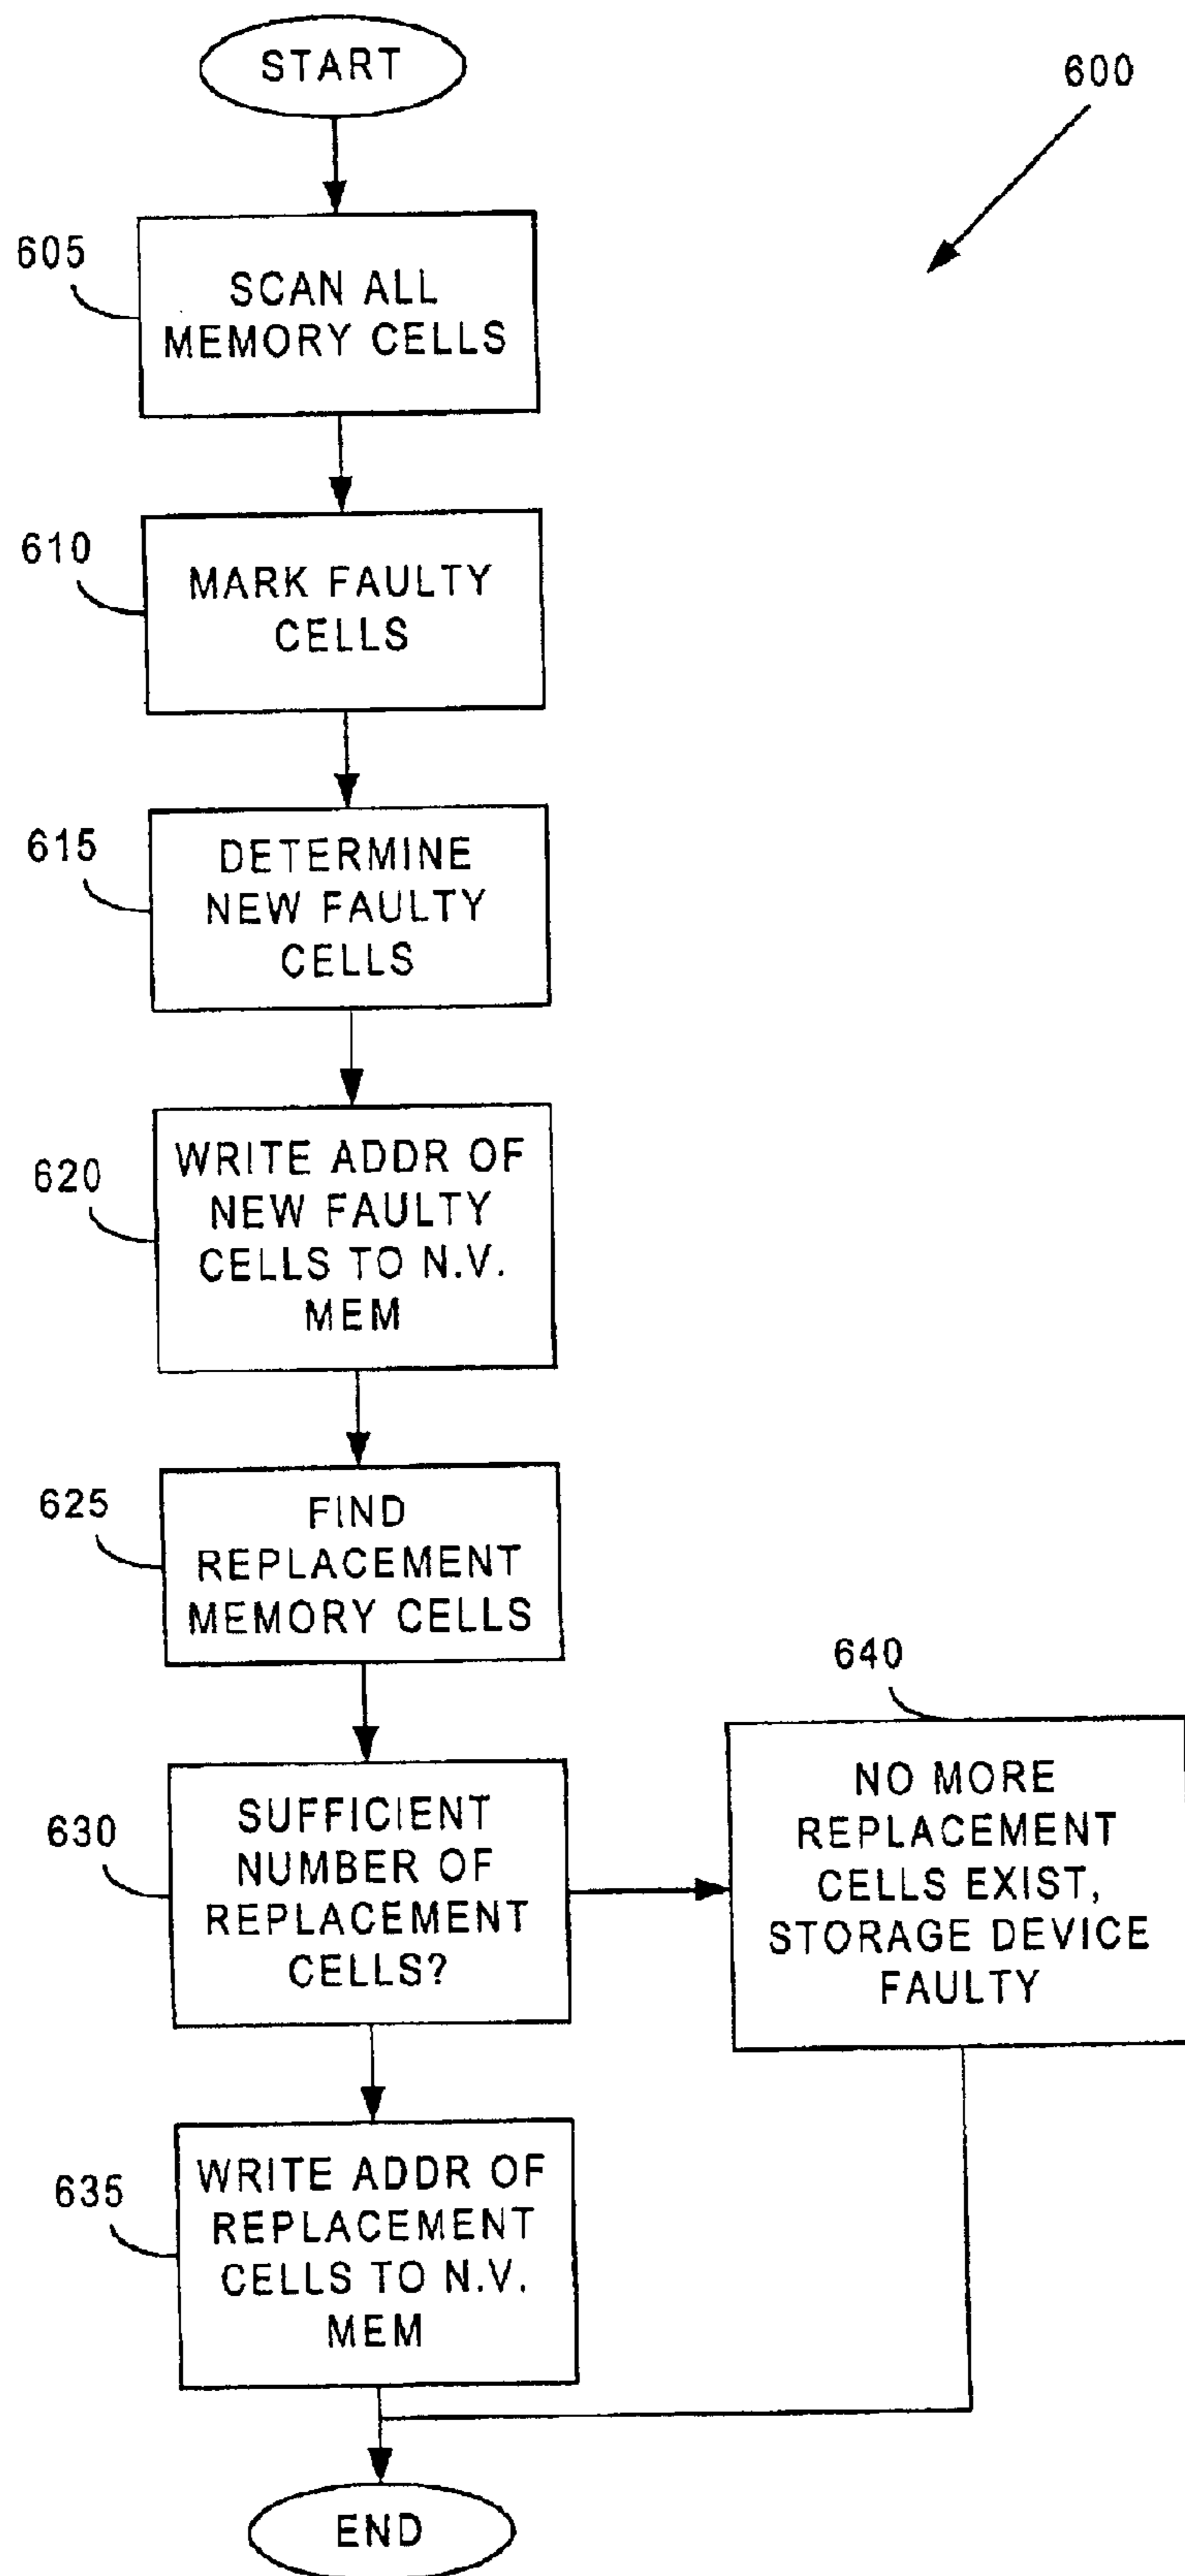 START
600
605
SCAN ALL
MEMORY CELLS
610
MARK FAULTY
CELLS
615
DETERMINE
NEW FAULTY
CELLS
620
WRITE ADDR OF
NEW FAULTY
CELLS TO N.V.
MEM
625
FIND
REPLACEMENT
MEMORY CELLS
630
SUFFICIENT
NUMBER OF
REPLACEMENT
CELLS?
640
NO MORE
REPLACEMENT
CELLS EXIST,
STORAGE DEVICE
FAULTY
635
WRITE ADDR OF
REPLACEMENT
CELLS TO N.V.
MEM
END